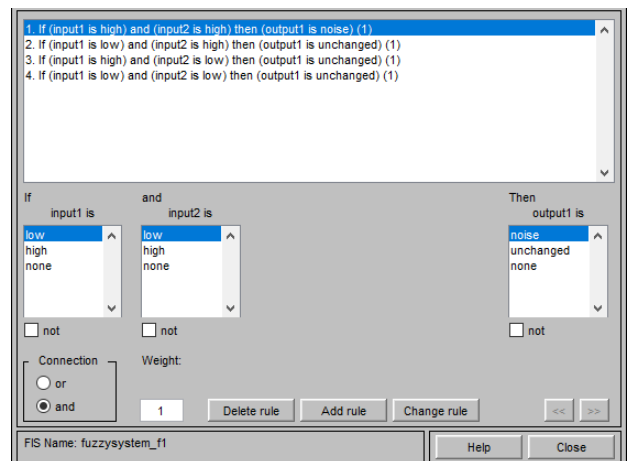 1. If (input1 is high) and (input2 is high) then (output1 is noise) (1)
2. If (input1 is low) and (input2 is high) then (output1 is unchanged) (1)
3. If (input1 is high) and (input2 is low) then (output1 is unchanged) (1)
4. If (input1 is low) and (input2 is low) then (output1 is unchanged) (1)
If and Then
input1 is input2 is output1 is
low low noise
high high unchanged
none none none
not not not
Connection Weight:
or
and 1 Delete rule Add rule Change rule << >>
FIS Name: fuzzysystem_f1 Help Close